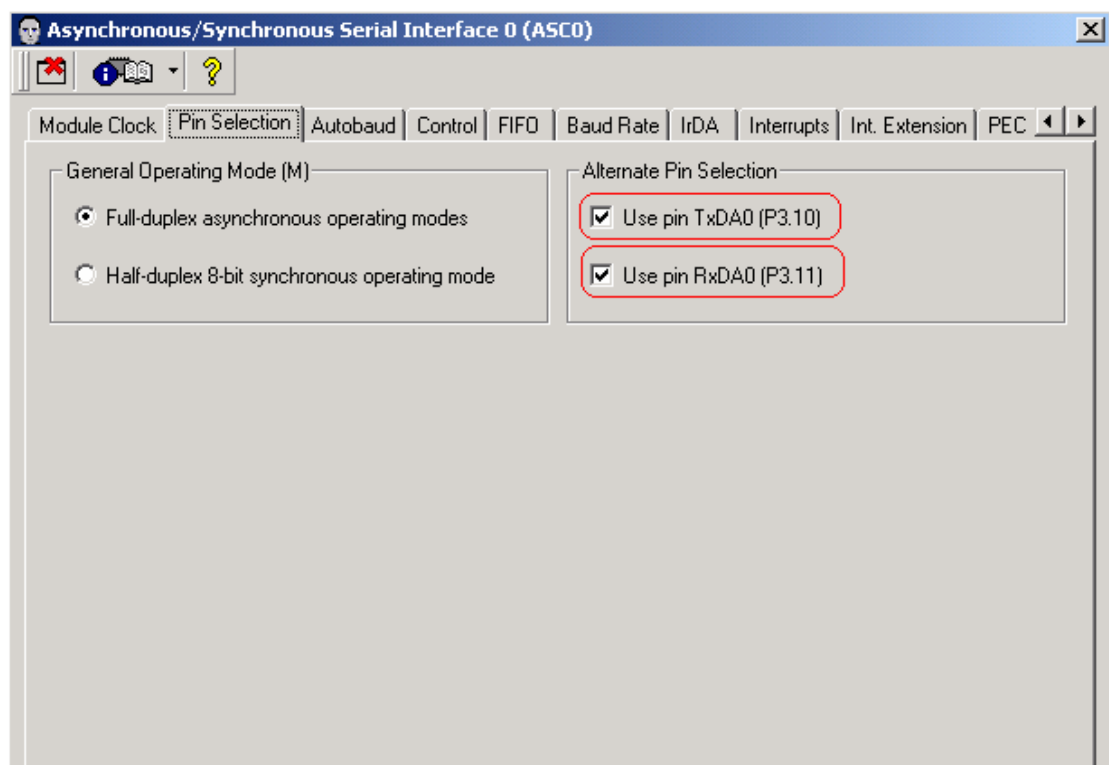 Asynchronous/Synchronous Serial Interface 0 (ASC0)
Module Clock Pin Selection Autobaud Control FIFO Baud Rate IrDA Interrupts Int. Extension PEC
General Operating Mode (M)
Full-duplex asynchronous operating modes
Half-duplex 8-bit synchronous operating mode
Alternate Pin Selection
Use pin TxDA0 (P3.10)
Use pin RxDA0 (P3.11)